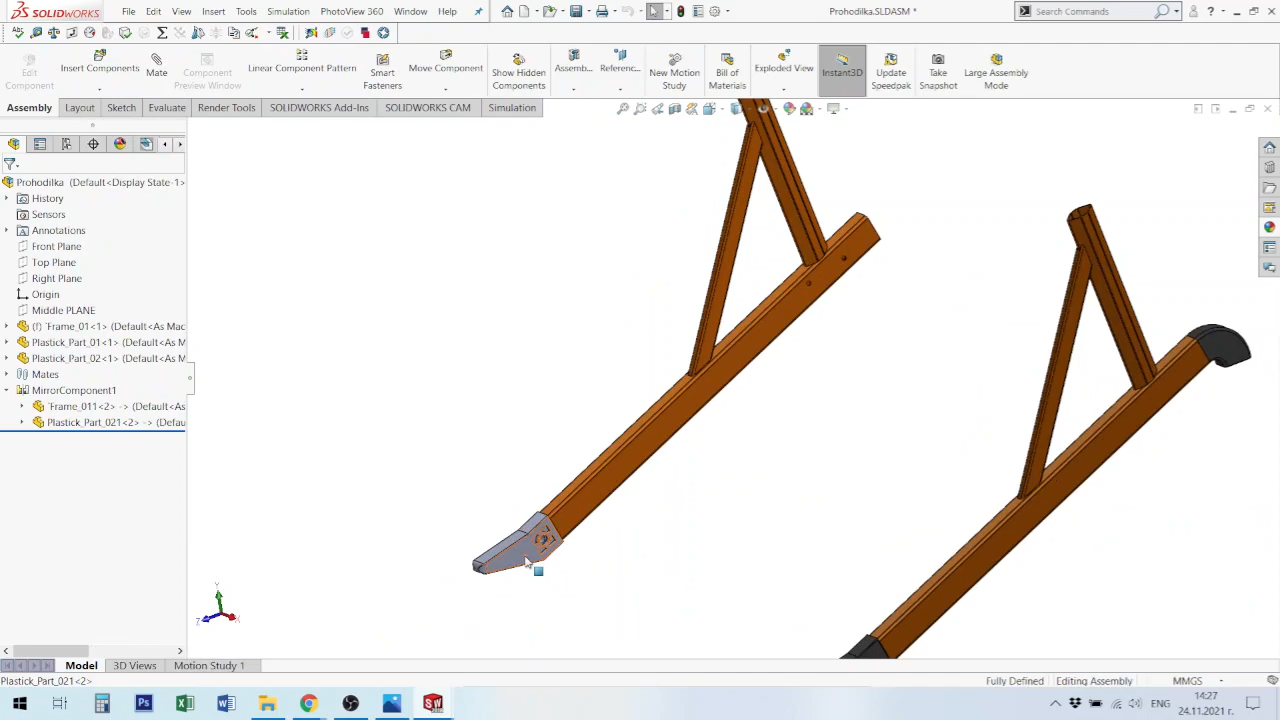 SOLIDWORKS File Edit View Insert Tools Simulation PhotoView 360 Window Help Prohodilka.SLDASM * Search Commands
Edit Component
Insert Components
Mate
Component Preview Window
Linear Component Pattern
Smart Fasteners
Move Component
Show Hidden Components
Assemb...
Referenc...
New Motion Study
Bill of Materials
Exploded View
Instant3D
Update Speedpak
Take Snapshot
Large Assembly Mode
Assembly Layout Sketch Evaluate Render Tools SOLIDWORKS Add-Ins SOLIDWORKS CAM Simulation
Prohodilka (Default<Display State-1>
History
Sensors
Annotations
Front Plane
Top Plane
Right Plane
Origin
Middle PLANE
(f) 'Frame_01<1> (Default<As Mac
Plastick_Part_01<1> (Default<As M
Plastick_Part_02<1> (Default<As M
Mates
MirrorComponent1
'Frame_011<2> -> (Default<As
Plastick_Part_021<2> -> (Defau
Y
Z X
Model 3D Views Motion Study 1
Plastick_Part_021<2> Fully Defined Editing Assembly MMGS
ENG 14:27
24.11.2021 г.